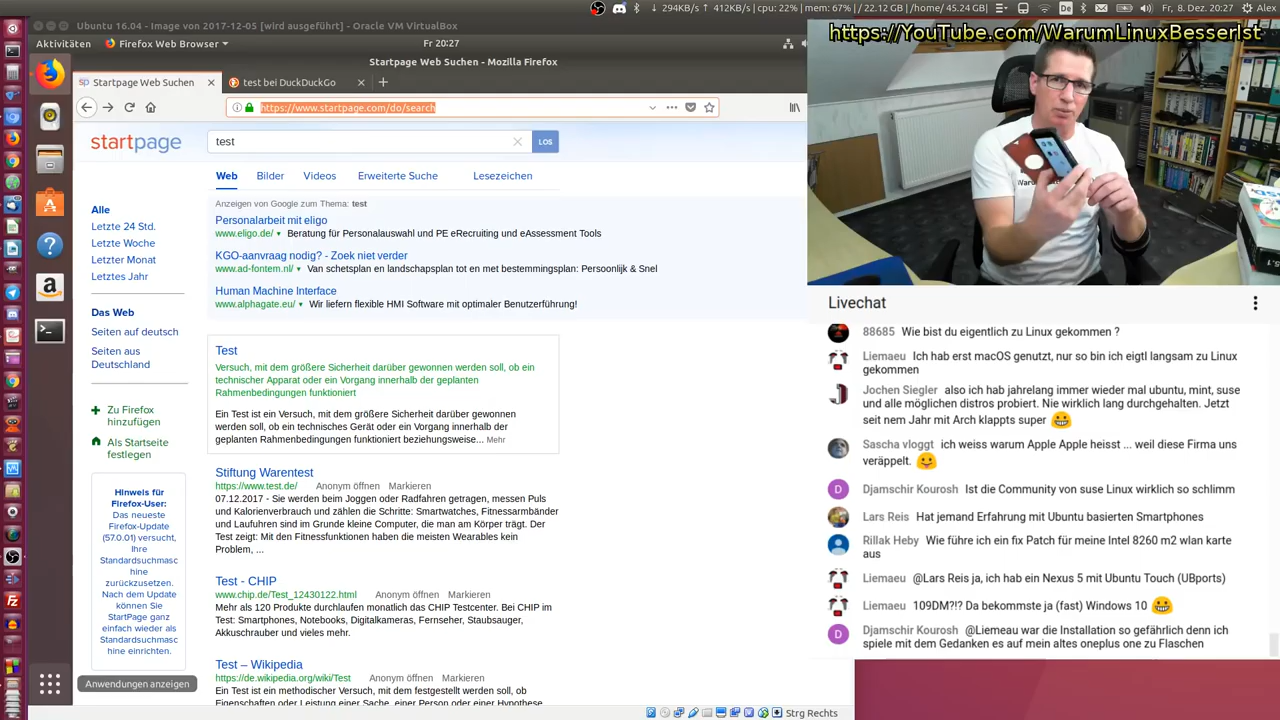 Ubuntu 16.04 - Image von 2017-12-05 [wird ausgeführt] - Oracle VM VirtualBox
294KB/s 412KB/s cpu: 22% mem: 67% // 22.12 GB /home/ 45.24 GB De Fr, 8. Dez, 20:27 Alex
https://YouTube.com/WarumLinuxBesserIst
Aktivitäten Firefox Web Browser Fr 20:27
Startpage Web Suchen - Mozilla Firefox
Startpage Web Suchen test bei DuckDuckGo
https://www.startpage.com/do/search
startpage test LOS
Web Bilder Videos Erweiterte Suche Lesezeichen
Alle
Letzte 24 Std.
Letzte Woche
Letzter Monat
Letztes Jahr
Das Web
Seiten auf deutsch
Seiten aus
Deutschland
Zu Firefox
hinzufügen
Als Startseite
festlegen
Hinweis für
Firefox-User:
Das neueste
Firefox-Update
(57.0.01) versucht,
Ihre
Standardsuchmasc
hine
zurückzusetzen.
Nach dem Update
können Sie
StartPage ganz
einfach wieder als
Standardsuchmasc
hine einrichten.
Anwendungen anzeigen
Anzeigen von Google zum Thema: test
Personalarbeit mit eligo
www.eligo.de/ Beratung für Personalauswahl und PE eRecruiting und eAssessment Tools
KGO-aanvraag nodig? - Zoek niet verder
www.ad-fontem.nl/ Van schetsplan en landschapsplan tot en met bestemmingsplan: Persoonlijk & Snel
Human Machine Interface
www.alphagate.eu/ Wir liefern flexible HMI Software mit optimaler Benutzerführung!
Test
Versuch, mit dem größere Sicherheit darüber gewonnen werden soll, ob ein
technischer Apparat oder ein Vorgang innerhalb der geplanten
Rahmenbedingungen funktioniert
Ein Test ist ein Versuch, mit dem größere Sicherheit darüber gewonnen
werden soll, ob ein technisches Gerät oder ein Vorgang innerhalb der
geplanten Rahmenbedingungen funktioniert beziehungsweise... Mehr
Stiftung Warentest
https://www.test.de/ Anonym öffnen Markieren
07.12.2017 - Sie werden beim Joggen oder Radfahren getragen, messen Puls
und Kalorienverbrauch und zählen die Schritte: Smartwatches, Fitnessarmbänder
und Laufuhren sind im Grunde kleine Computer, die man am Körper trägt. Der
Test zeigt: Mit den Fitnessfunktionen haben die meisten Wearables kein
Problem, ...
Test - CHIP
www.chip.de/Test_12430122.html Anonym öffnen Markieren
Mehr als 120 Produkte durchlaufen monatlich das CHIP Testcenter. Bei CHIP im
Test: Smartphones, Notebooks, Digitalkameras, Fernseher, Staubsauger,
Akkuschrauber und vieles mehr.
Test – Wikipedia
https://de.wikipedia.org/wiki/Test Anonym öffnen Markieren
Ein Test ist ein methodischer Versuch, mit dem festgestellt werden soll, ob
Strg Rechts
Livechat
88685 Wie bist du eigentlich zu Linux gekommen ?
Liemaeu Ich hab erst macOS genutzt, nur so bin ich eigtl langsam zu Linux
gekommen
Jochen Siegler also ich hab jahrelang immer wieder mal ubuntu, mint, suse
und alle möglichen distros probiert. Nie wirklich lang durchgehalten. Jetzt
seit nem Jahr mit Arch klappts super
Sascha vloggt ich weiss warum Apple Apple heisst ... weil diese Firma uns
veräppelt.
D Djamschir Kourosh Ist die Community von suse Linux wirklich so schlimm
Lars Reis Hat jemand Erfahrung mit Ubuntu basierten Smartphones
Rillak Heby Wie führe ich ein fix Patch für meine Intel 8260 m2 wlan karte
aus
Liemaeu @Lars Reis ja, ich hab ein Nexus 5 mit Ubuntu Touch (UBports)
Liemaeu 109DM?!? Da bekommste ja (fast) Windows 10
D Djamschir Kourosh @Liemeau war die Installation so gefährlich denn ich
spiele mit dem Gedanken es auf mein altes oneplus one zu Flaschen